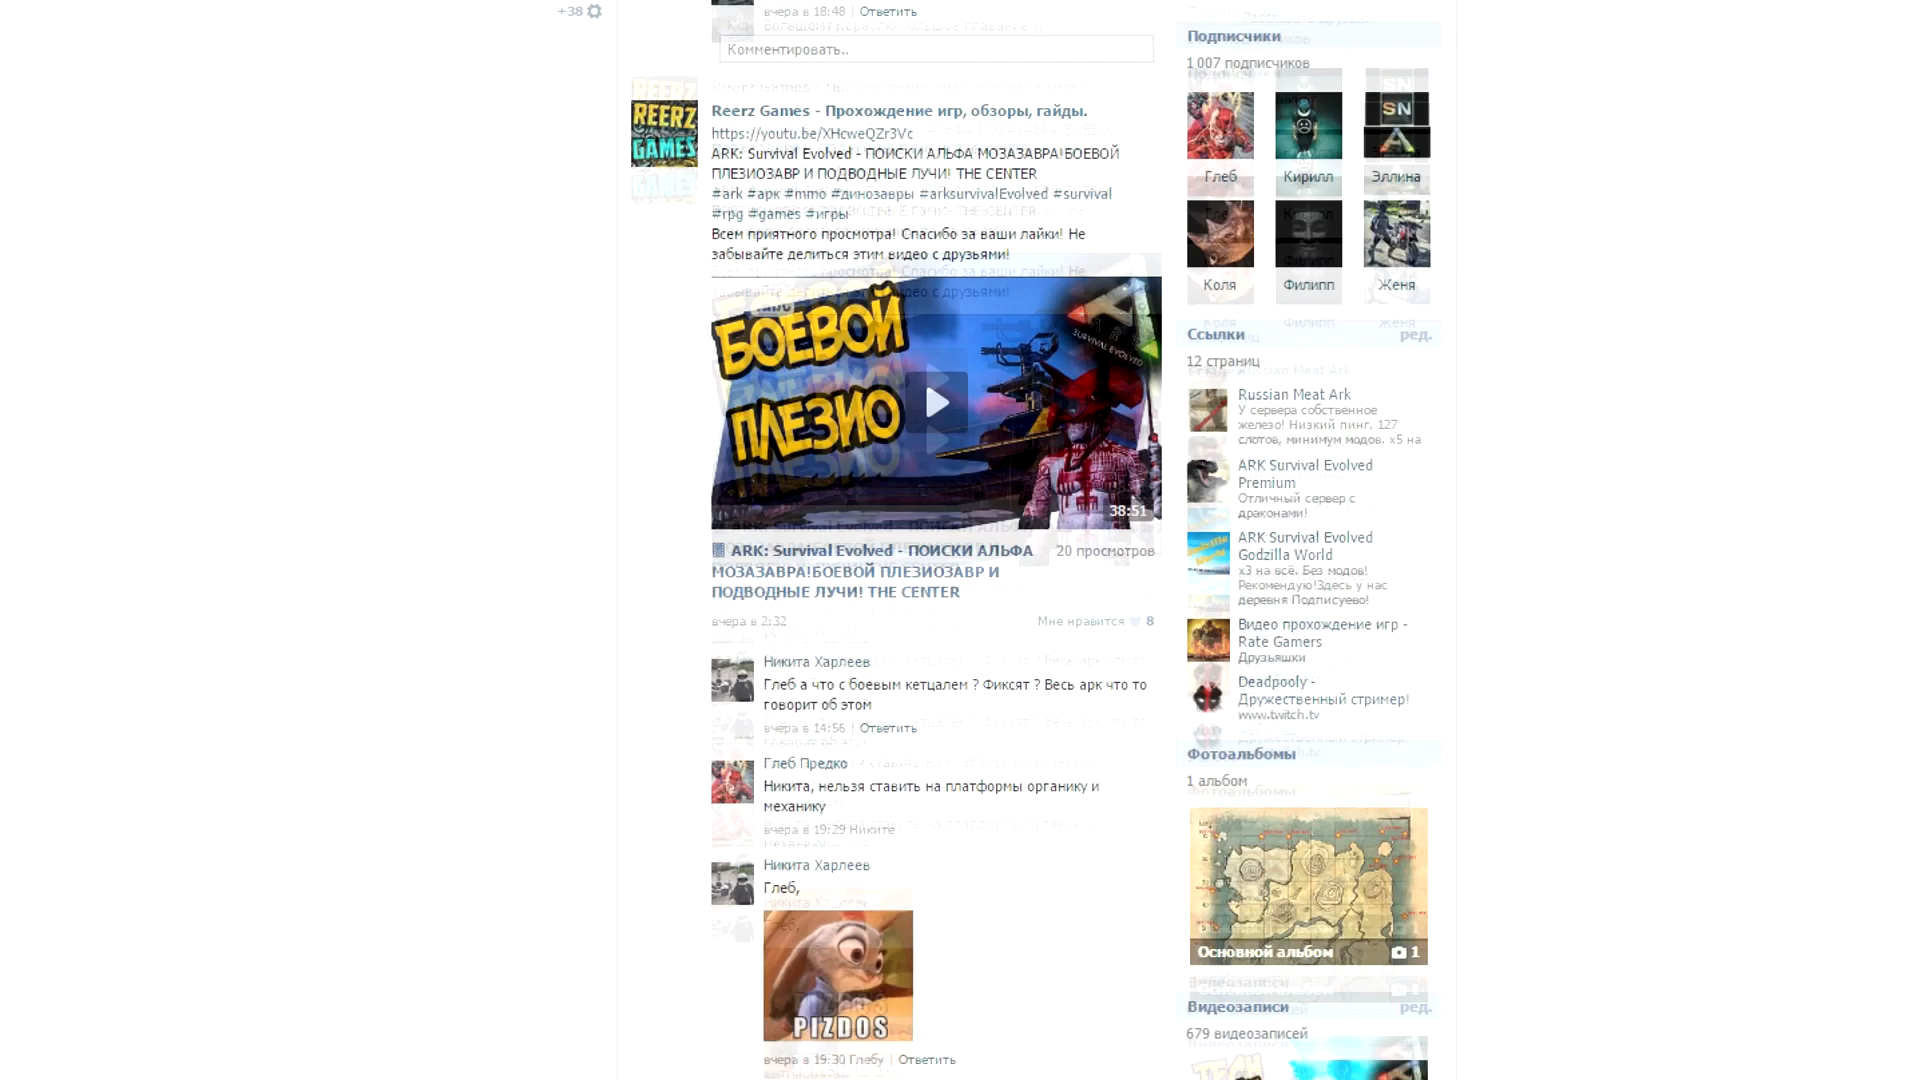 +38
вчера в 18:48 | Ответить
Комментировать..
REERZ
GAMES
Reerz Games - Прохождение игр, обзоры, гайды.
https://youtu.be/XHcweQZr3Vc
ARK: Survival Evolved - ПОИСКИ АЛЬФА МОЗАЗАВРА!БОЕВОЙ
ПЛЕЗИОЗАВР И ПОДВОДНЫЕ ЛУЧИ! THE CENTER
#ark #арк #mmo #динозавры #arksurvivalEvolved #survival
#rpg #games #игры
Всем приятного просмотра! Спасибо за ваши лайки! Не
забывайте делиться этим видео с друзьями!
БОЕВОЙ
ПЛЕЗИО
SURVIVAL EVOLVED
38:51
ARK: Survival Evolved - ПОИСКИ АЛЬФА
МОЗАЗАВРА!БОЕВОЙ ПЛЕЗИОЗАВР И
ПОДВОДНЫЕ ЛУЧИ! THE CENTER
20 просмотров
вчера в 2:32
Мне нравится 8
Никита Харлеев
Глеб а что с боевым кетцалем ? Фиксят ? Весь арк что то
говорит об этом
вчера в 14:56 | Ответить
Глеб Предко
Никита, нельзя ставить на платформы органику и
механику
вчера в 19:29 Никите
Никита Харлеев
Глеб,
PIZDOS
вчера в 19:30 Глебу | Ответить
Подписчики
1 007 подписчиков
SN
Глеб
Кирилл
Эллина
Коля
Филипп
Женя
Ссылки
ред.
12 страниц
Russian Meat Ark
У сервера собственное
железо! Низкий пинг. 127
слотов, минимум модов. x5 на
ARK Survival Evolved
Premium
Отличный сервер с
драконами!
ARK Survival Evolved
Godzilla World
x3 на всё. Без модов!
Рекомендую!Здесь у нас
деревня Подписуево!
Видео прохождение игр -
Rate Gamers
Друзьяшки
Deadpooly -
Дружественный стример!
www.twitch.tv
Фотоальбомы
1 альбом
Основной альбом
1
Видеозаписи
ред.
679 видеозаписей